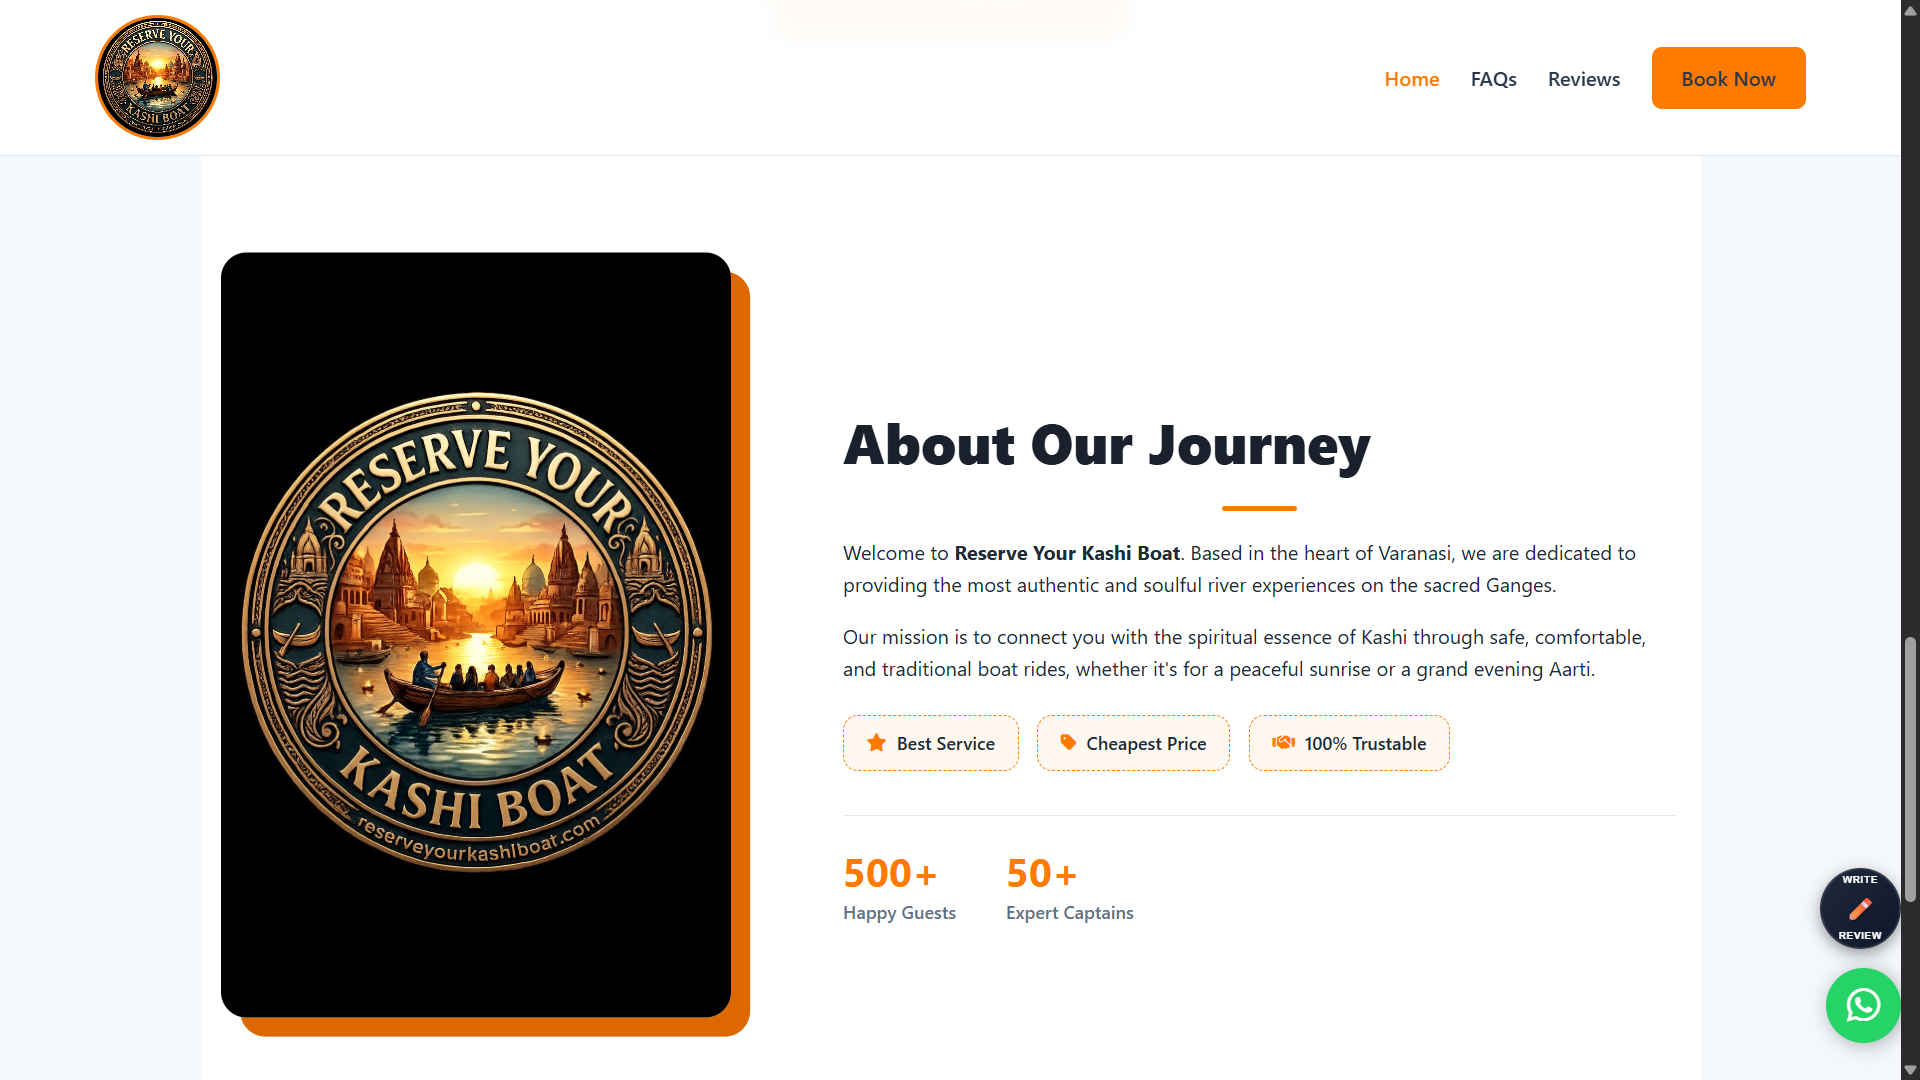 RESERVE YOUR
KASHI BOAT
Home
FAQs
Reviews
Book Now
RESERVE YOUR
KASHI BOAT
reserveyourkashiboat.com
About Our Journey
Welcome to Reserve Your Kashi Boat. Based in the heart of Varanasi, we are dedicated to
providing the most authentic and soulful river experiences on the sacred Ganges.
Our mission is to connect you with the spiritual essence of Kashi through safe, comfortable,
and traditional boat rides, whether it's for a peaceful sunrise or a grand evening Aarti.
Best Service
Cheapest Price
100% Trustable
500+
Happy Guests
50+
Expert Captains
WRITE
REVIEW